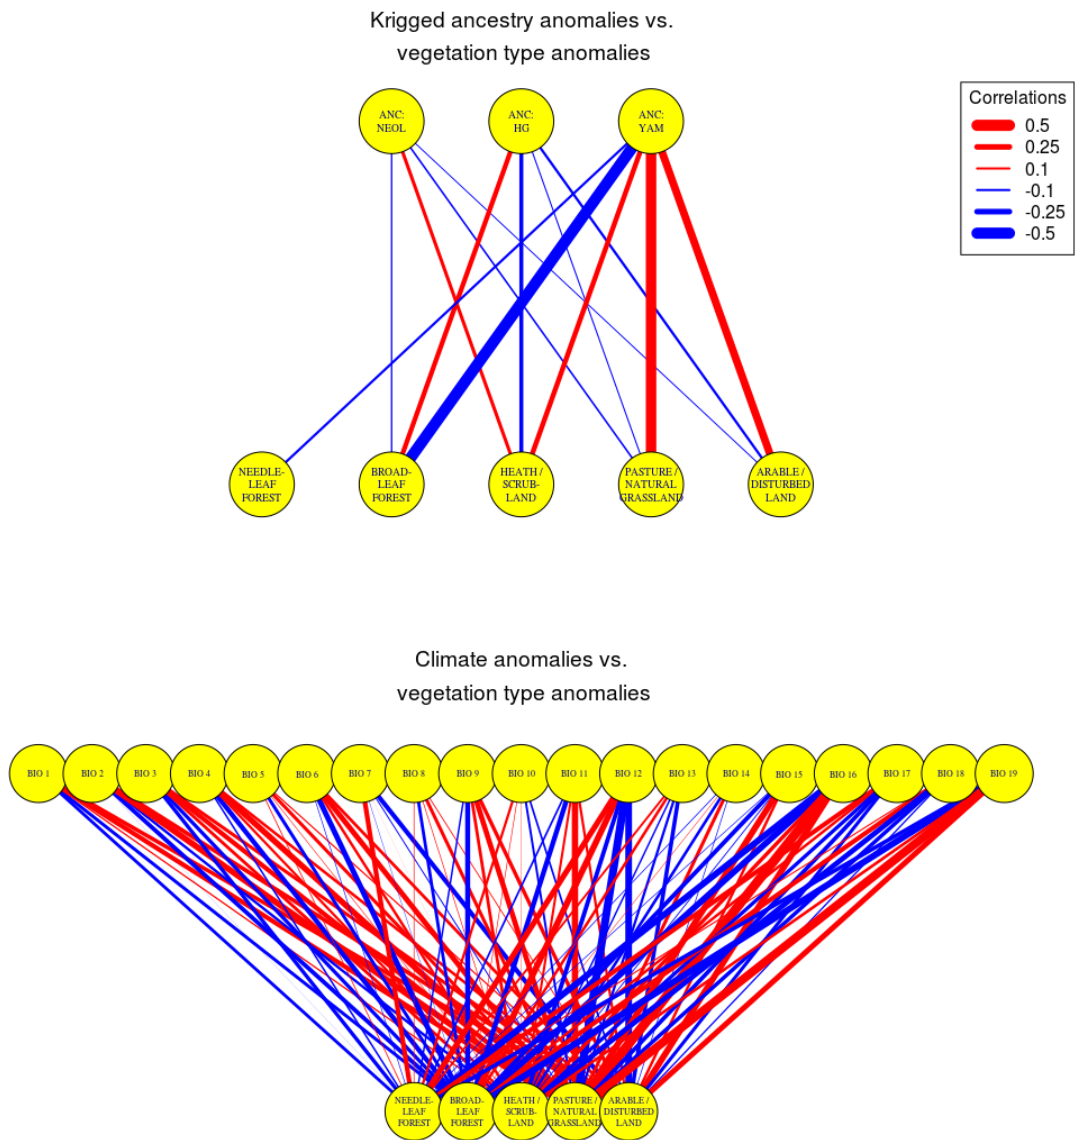 Krigged ancestry anomalies vs.
vegetation type anomalies
ANC:
NEOL
ANC:
HG
ANC:
YAM
Correlations
0.5
0.25
0.1
-0.1
-0.25
-0.5
NEEDLE-
LEAF
FOREST
BROAD-
LEAF
FOREST
HEATH /
SCRUB-
LAND
PASTURE /
NATURAL
GRASSLAND
ARABLE /
DISTURBED
LAND
Climate anomalies vs.
vegetation type anomalies
BIO 1
BIO 2
BIO 3
BIO 4
BIO 5
BIO 6
BIO 7
BIO 8
BIO 9
BIO 10
BIO 11
BIO 12
BIO 13
BIO 14
BIO 15
BIO 16
BIO 17
BIO 18
BIO 19
NEEDLE-
LEAF
FOREST
BROAD-
LEAF
FOREST
HEATH /
SCRUB-
LAND
PASTURE /
NATURAL
GRASSLAND
ARABLE /
DISTURBED
LAND